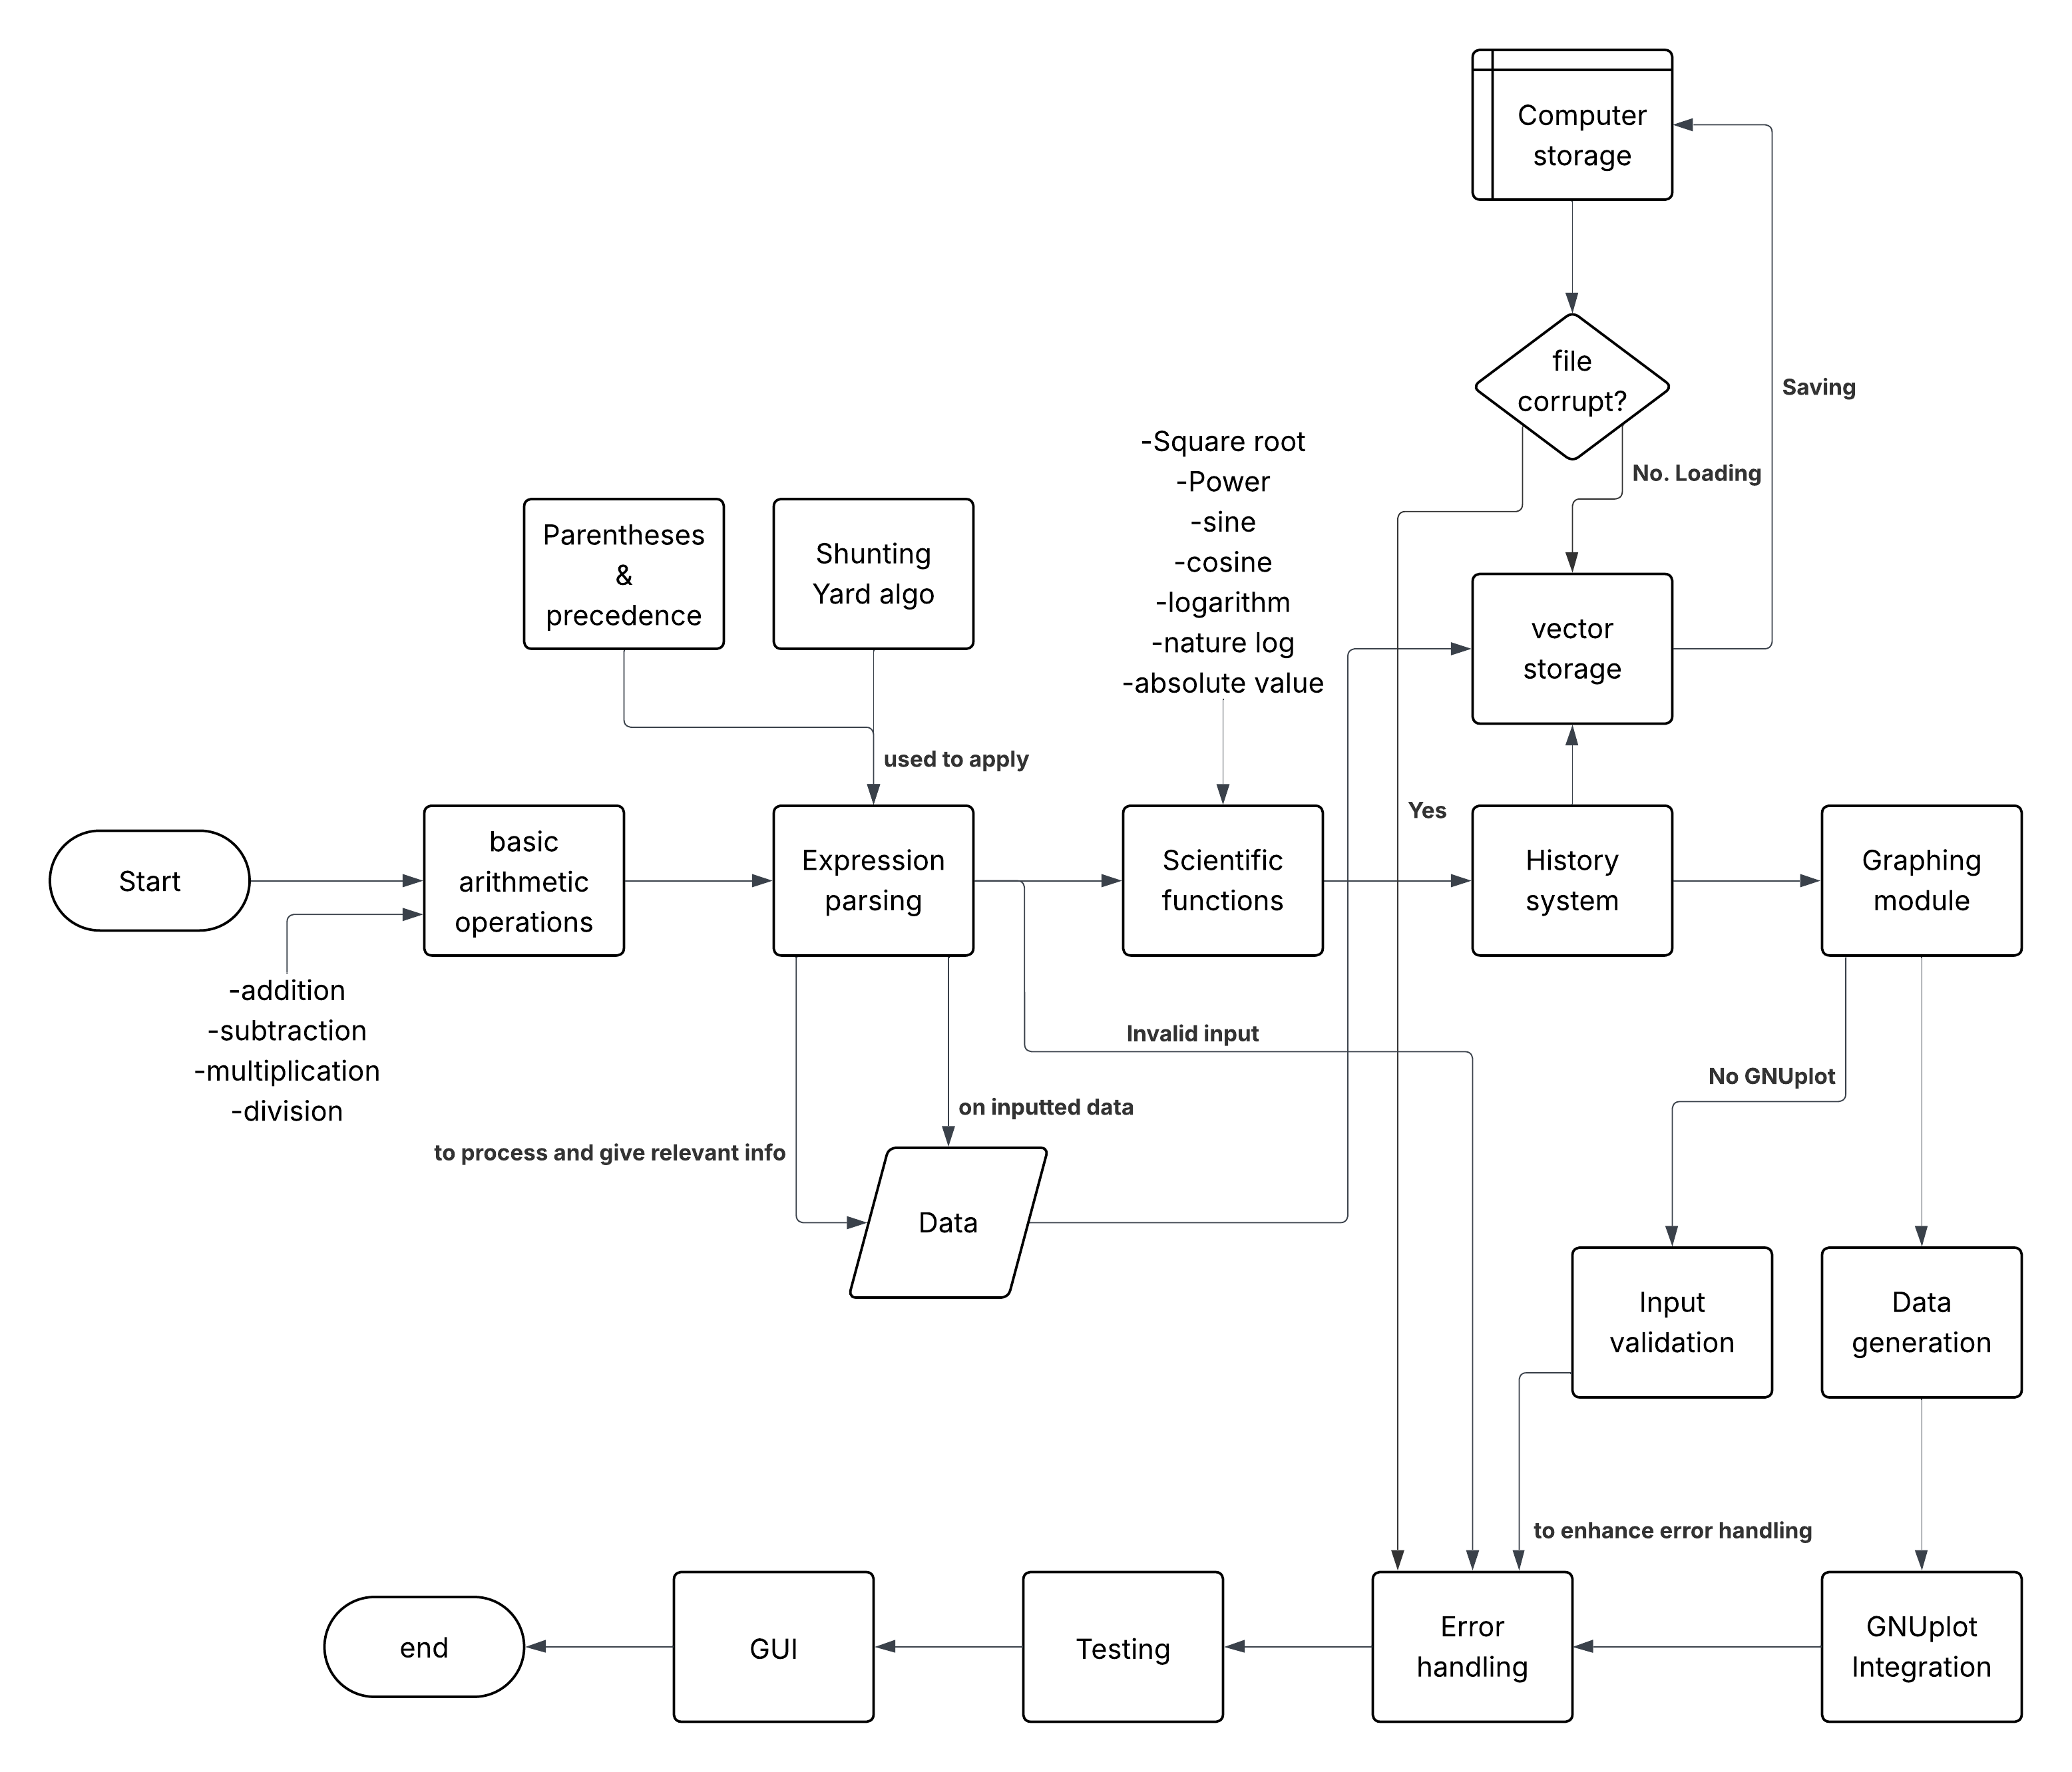 Computer
storage
file
corrupt?
Saving
No. Loading
-Square root
-Power
-sine
-cosine
-logarithm
-nature log
-absolute value
Parentheses
&
precedence
Shunting
Yard algo
vector
storage
used to apply
Yes
Start
basic
arithmetic
operations
Expression
parsing
Scientific
functions
History
system
Graphing
module
-addition
-subtraction
-multiplication
-division
Invalid input
No GNUplot
on inputted data
to process and give relevant info
Data
Input
validation
Data
generation
to enhance error handling
end
GUI
Testing
Error
handling
GNUplot
Integration